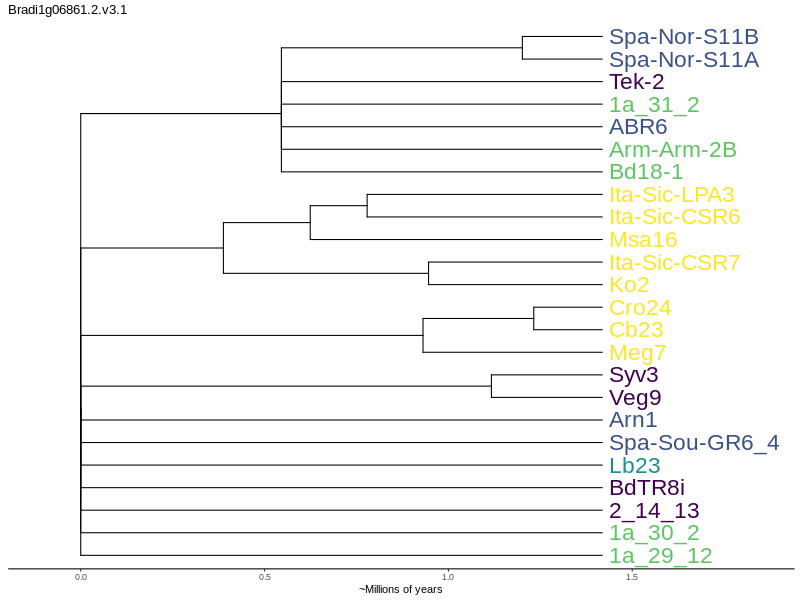 Bradi1g06861.2.v3.1
Spa-Nor-S11B
Spa-Nor-S11A
Tek-2
1a_31_2
ABR6
Arm-Arm-2B
Bd18-1
Ita-Sic-LPA3
Ita-Sic-CSR6
Msa16
Ita-Sic-CSR7
Ko2
Cro24
Cb23
Meg7
Syv3
Veg9
Arn1
Spa-Sou-GR6_4
Lb23
BdTR8i
2_14_13
1a_30_2
1a_29_12
0.0 0.5 1.0 1.5
~Millions of years